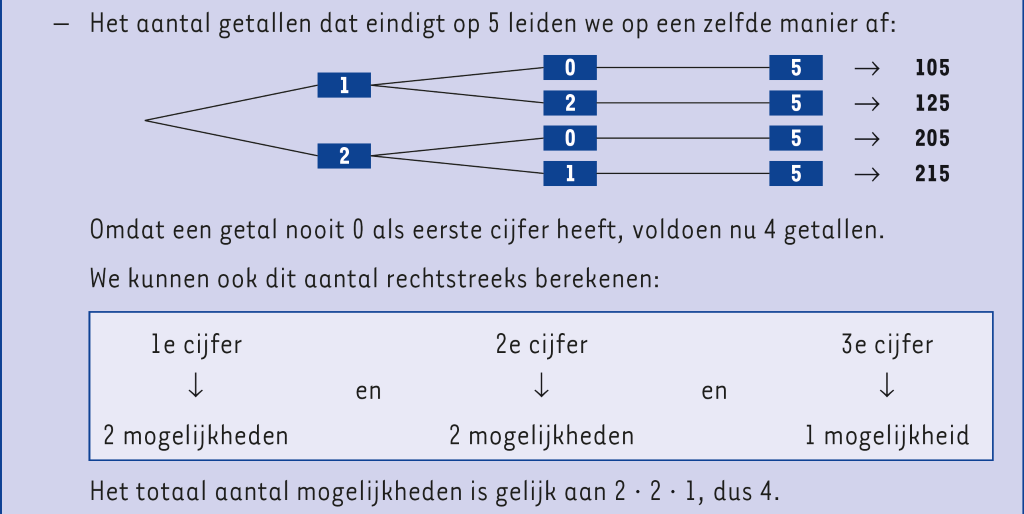 – Het aantal getallen dat eindigt op 5 leiden we op een zelfde manier af:
0 5 → 105
1
2 5 → 125
0 5 → 205
2
1 5 → 215
Omdat een getal nooit 0 als eerste cijfer heeft, voldoen nu 4 getallen.
We kunnen ook dit aantal rechtstreeks berekenen:
1e cijfer 2e cijfer 3e cijfer
↓ en ↓ en ↓
2 mogelijkheden 2 mogelijkheden 1 mogelijkheid
Het totaal aantal mogelijkheden is gelijk aan 2 · 2 · 1, dus 4.